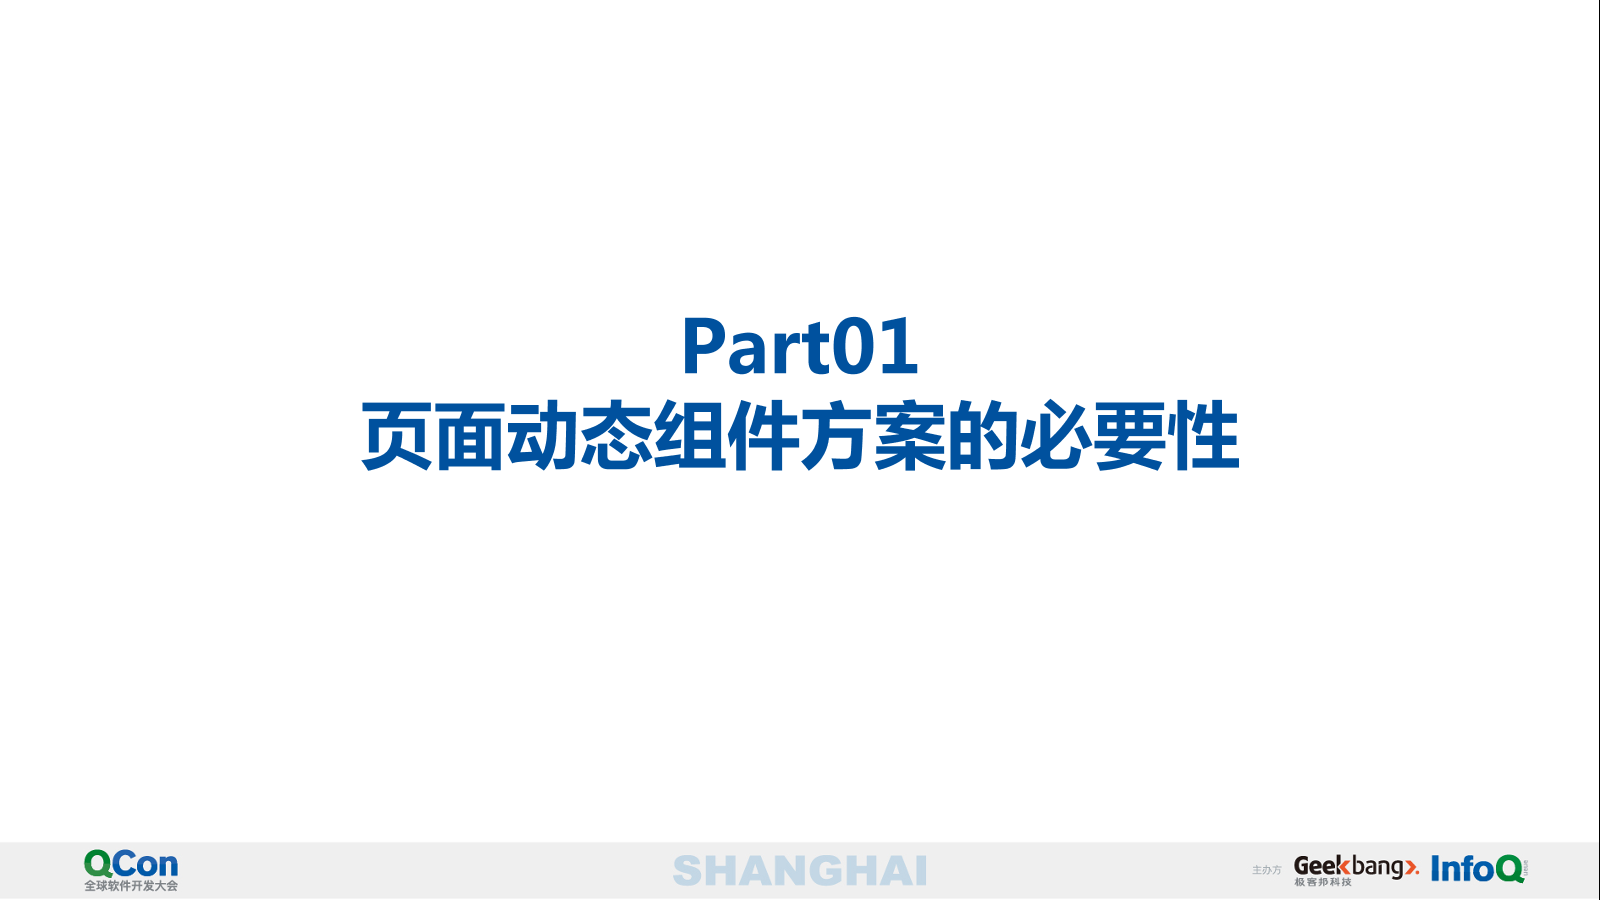 Part01
页面动态组件方案的必要性
QCon
全球软件开发大会
SHANGHAI
主办方
Geekbang>.
极客邦科技
InfoQ